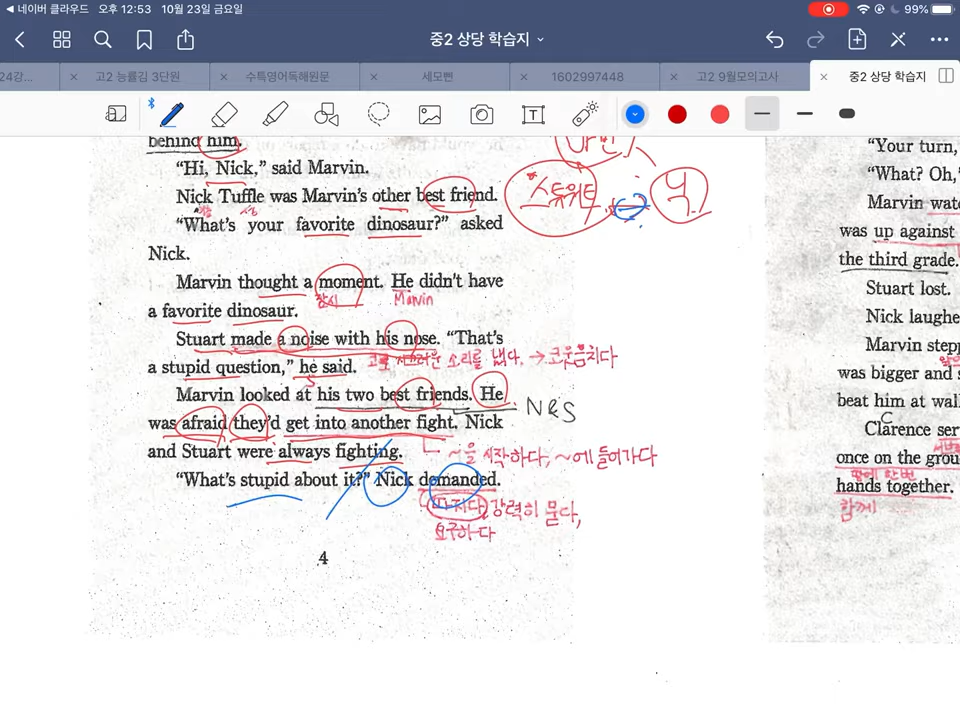 네이버 클라우드 오후 12:53 10월 23일 금요일
99%
중2 상당 학습지
24강...
고2 능률김 3단원
수특영어독해원문
세모삔
1602997448
고2 9월모의고사
중2 상당 학습지
behind him.
"Hi, Nick," said Marvin.
Nick Tuffle was Marvin's other best friend.
"What's your favorite dinosaur?" asked
Nick.
Marvin thought a moment. He didn't have
잠시 Marvin
a favorite dinosaur.
Stuart made a noise with his nose. "That's
a stupid question," he said.
S
코로 시끄러운 소리를 냈다. → 코웃음치다
Marvin looked at his two best friends. He
N&S
was afraid they'd get into another fight. Nick
and Stuart were always fighting.
~을 시작하다, ~에 들어가다
"What's stupid about it?" Nick demanded.
따지다, 강력히 묻다,
요구하다
4
스튜워트
닉
"Your turn,
"What? Oh,
Marvin wat
was up against
the third grade.
Stuart lost.
Nick laughe
Marvin step
was bigger and s
beat him at wal
C
Clarence ser
once on the grou
땅에 한번
hands together.
함께